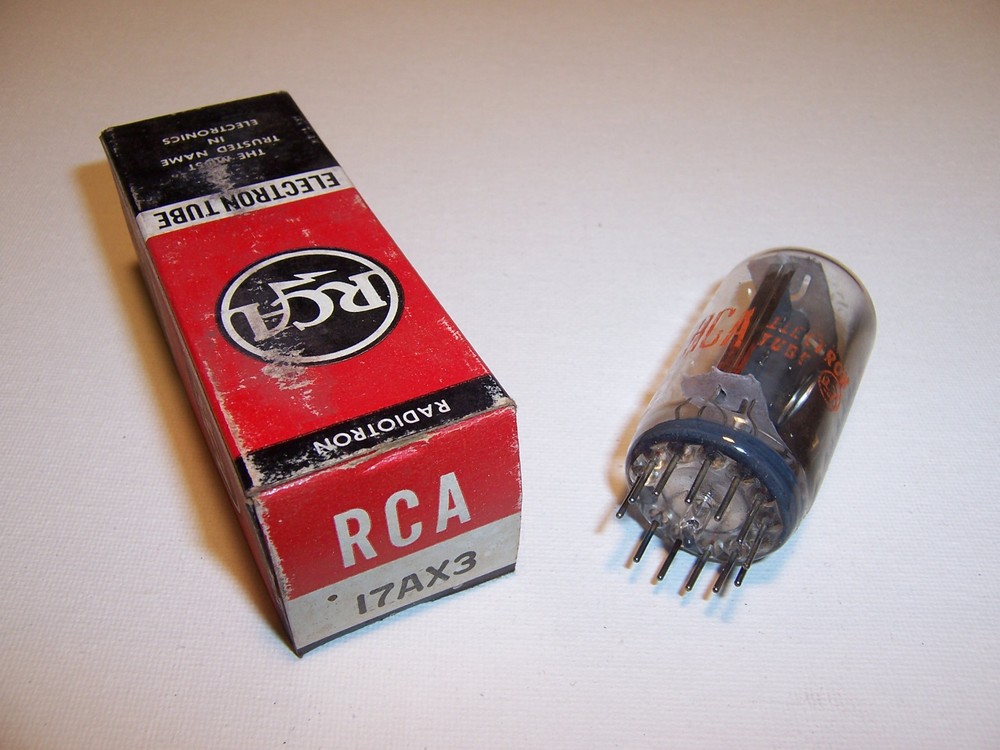 THE MOST
TRUSTED NAME
IN
ELECTRONICS
ELECTRON TUBE
RCA
RADIOTRON
RCA
17AX3
RCA
ELECTRON
TUBE